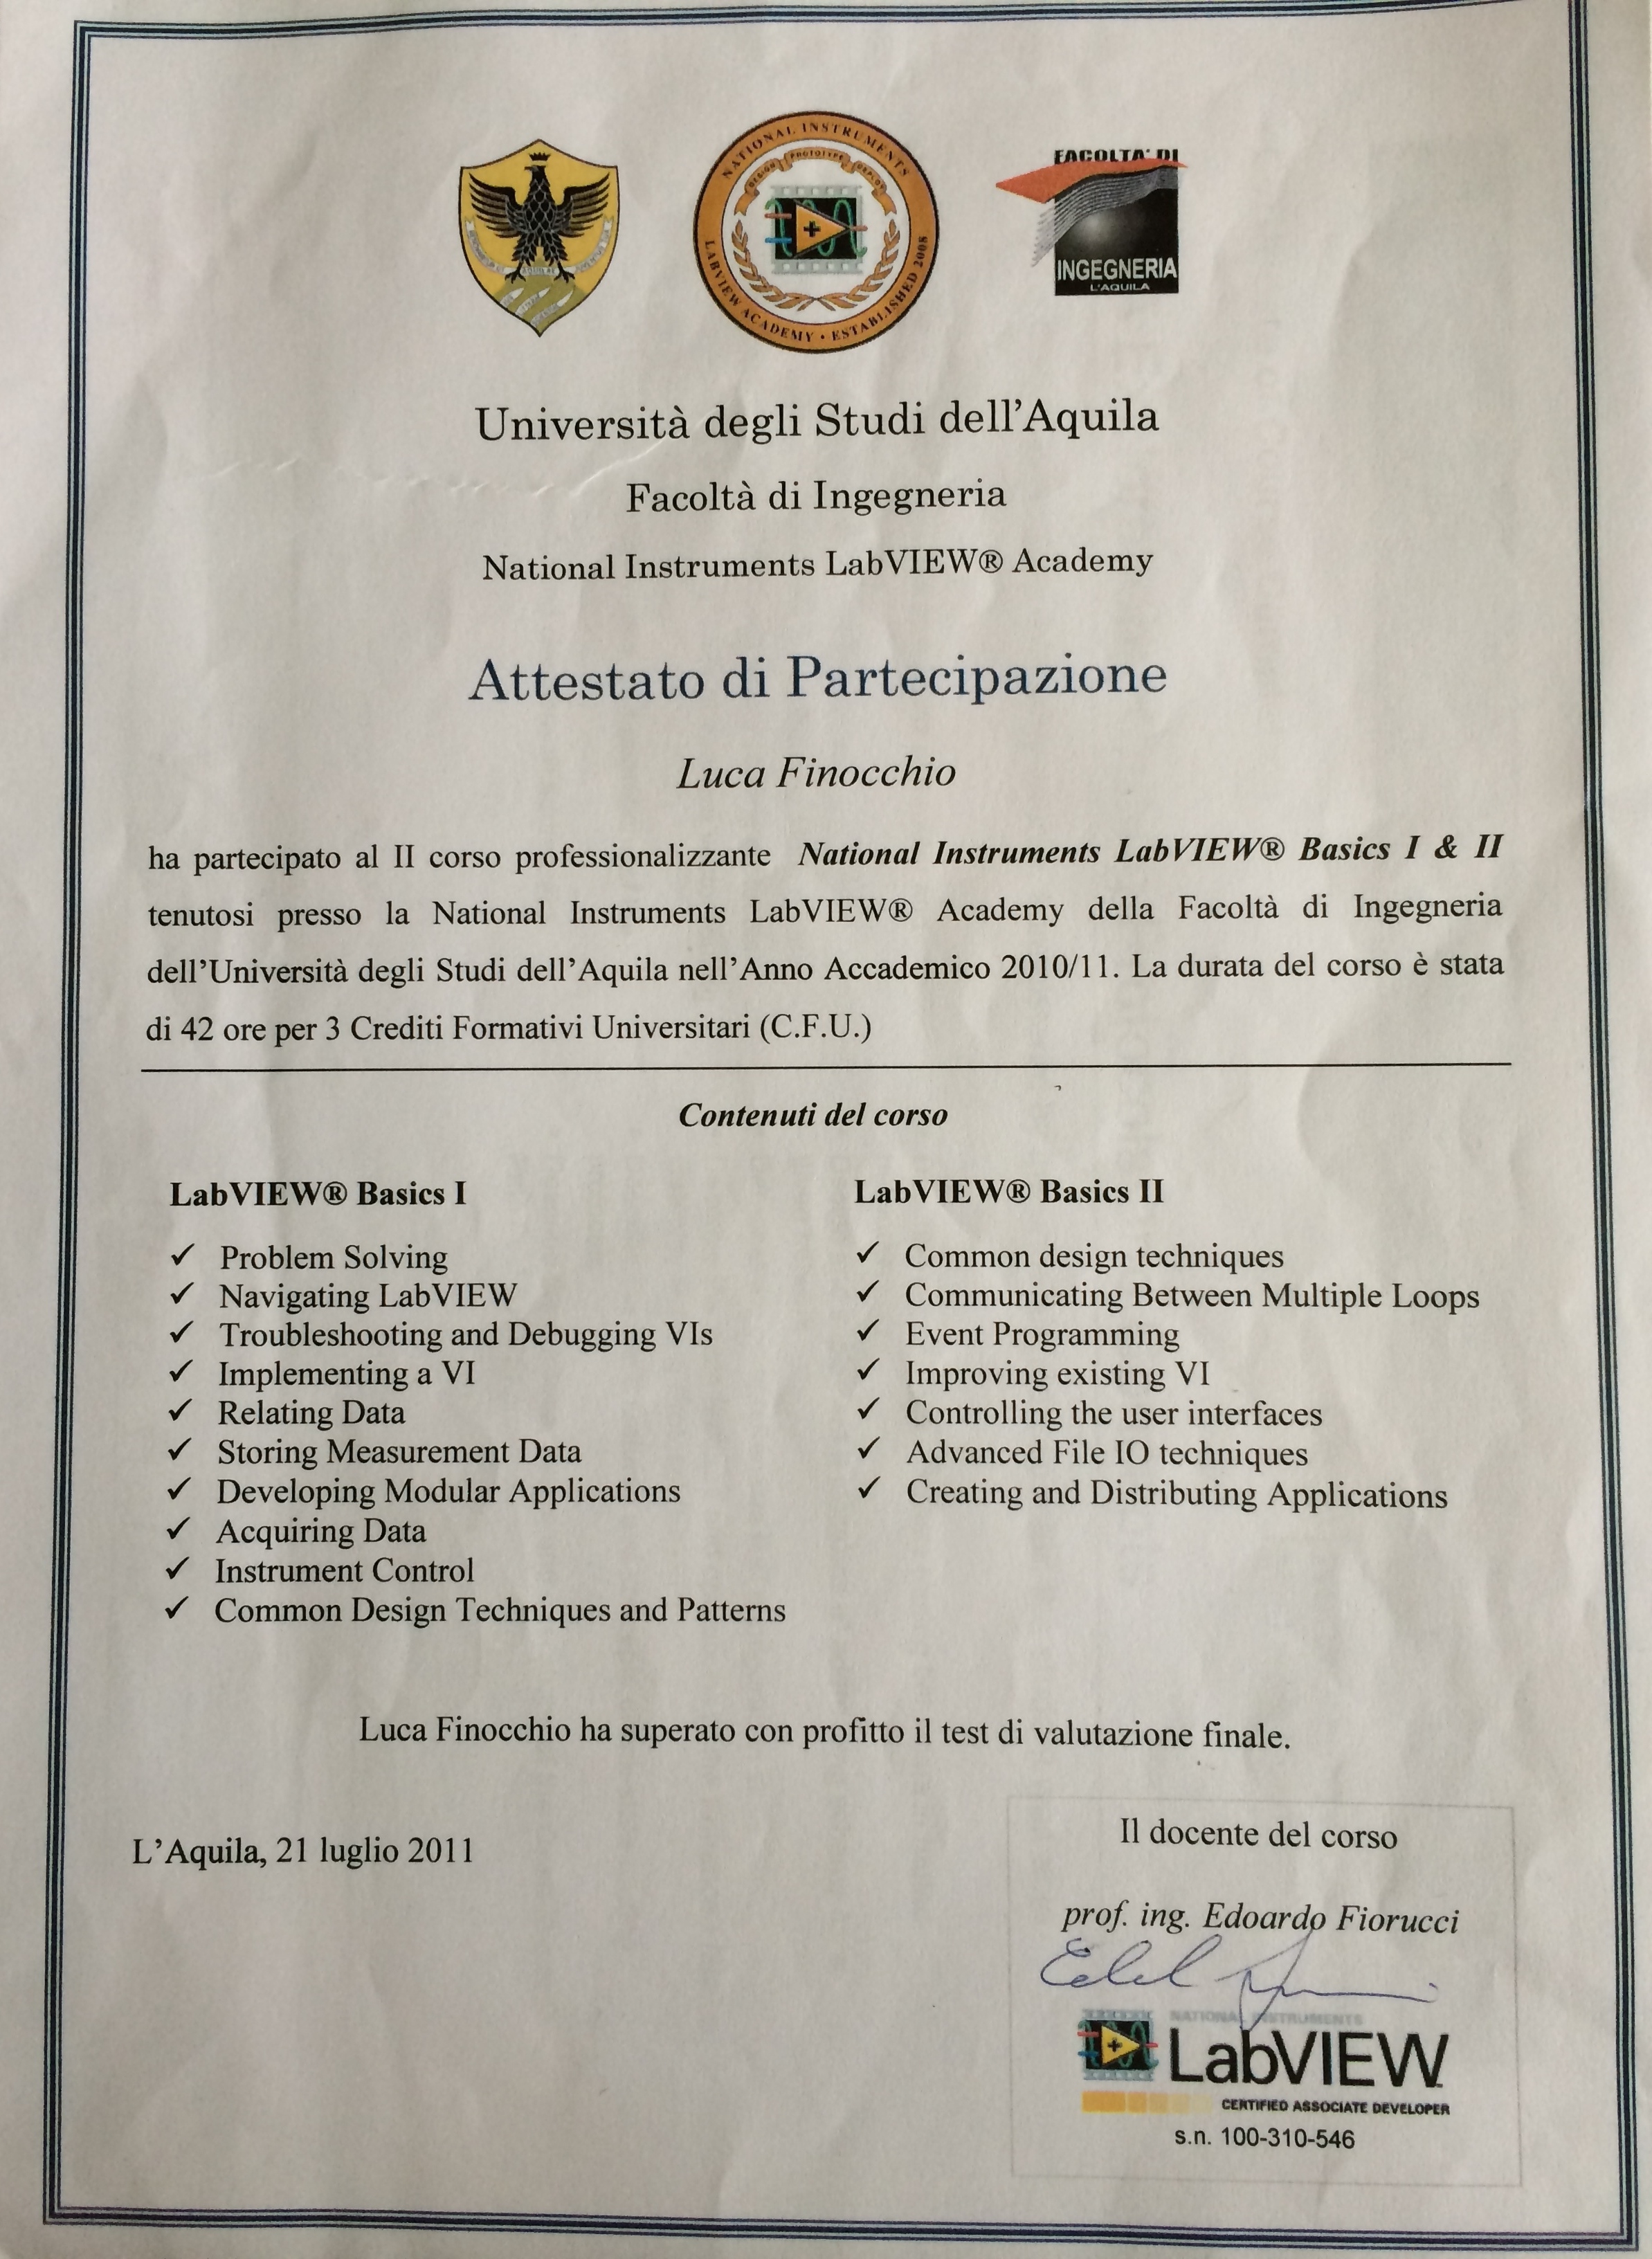 NATIONAL INSTRUMENTS
DESIGN PROTOTYPE DEPLOY
LABVIEW ACADEMY • ESTABLISHED 2008
FACOLTA' DI
INGEGNERIA
L'AQUILA
Università degli Studi dell'Aquila
Facoltà di Ingegneria
National Instruments LabVIEW® Academy
Attestato di Partecipazione
Luca Finocchio
ha partecipato al II corso professionalizzante National Instruments LabVIEW® Basics I & II
tenutosi presso la National Instruments LabVIEW® Academy della Facoltà di Ingegneria
dell'Università degli Studi dell'Aquila nell'Anno Accademico 2010/11. La durata del corso è stata
di 42 ore per 3 Crediti Formativi Universitari (C.F.U.)
Contenuti del corso
LabVIEW® Basics I
✓ Problem Solving
✓ Navigating LabVIEW
✓ Troubleshooting and Debugging VIs
✓ Implementing a VI
✓ Relating Data
✓ Storing Measurement Data
✓ Developing Modular Applications
✓ Acquiring Data
✓ Instrument Control
✓ Common Design Techniques and Patterns
LabVIEW® Basics II
✓ Common design techniques
✓ Communicating Between Multiple Loops
✓ Event Programming
✓ Improving existing VI
✓ Controlling the user interfaces
✓ Advanced File IO techniques
✓ Creating and Distributing Applications
Luca Finocchio ha superato con profitto il test di valutazione finale.
L'Aquila, 21 luglio 2011
Il docente del corso
prof. ing. Edoardo Fiorucci
NATIONAL INSTRUMENTS
LabVIEW
CERTIFIED ASSOCIATE DEVELOPER
s.n. 100-310-546